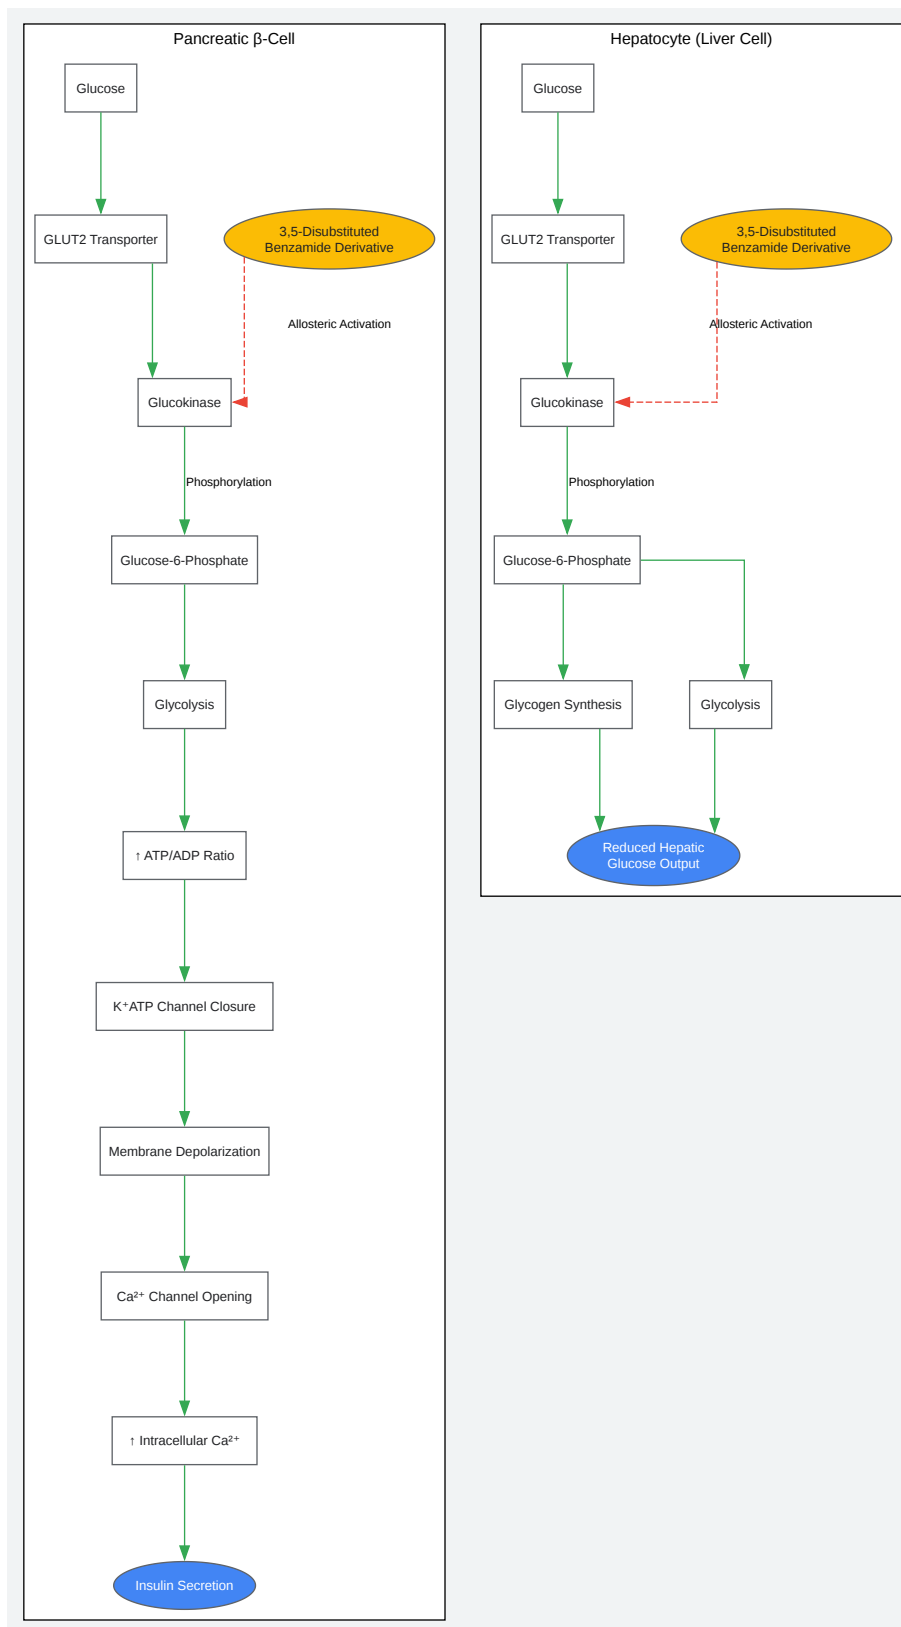 Pancreatic β-Cell
Glucose
GLUT2 Transporter
3,5-Disubstituted
Benzamide Derivative
Allosteric Activation
Glucokinase
Phosphorylation
Glucose-6-Phosphate
Glycolysis
↑ ATP/ADP Ratio
K⁺ATP Channel Closure
Membrane Depolarization
Ca²⁺ Channel Opening
↑ Intracellular Ca²⁺
Insulin Secretion
Hepatocyte (Liver Cell)
Glucose
GLUT2 Transporter
3,5-Disubstituted
Benzamide Derivative
Allosteric Activation
Glucokinase
Phosphorylation
Glucose-6-Phosphate
Glycogen Synthesis
Glycolysis
Reduced Hepatic
Glucose Output